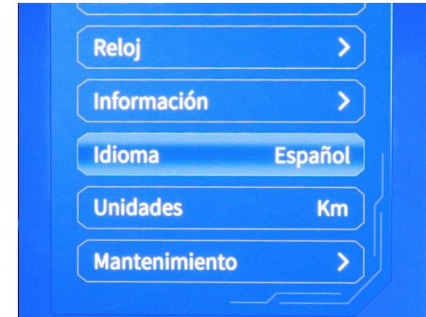 Reloj >
Información >
Idioma Español
Unidades Km
Mantenimiento >